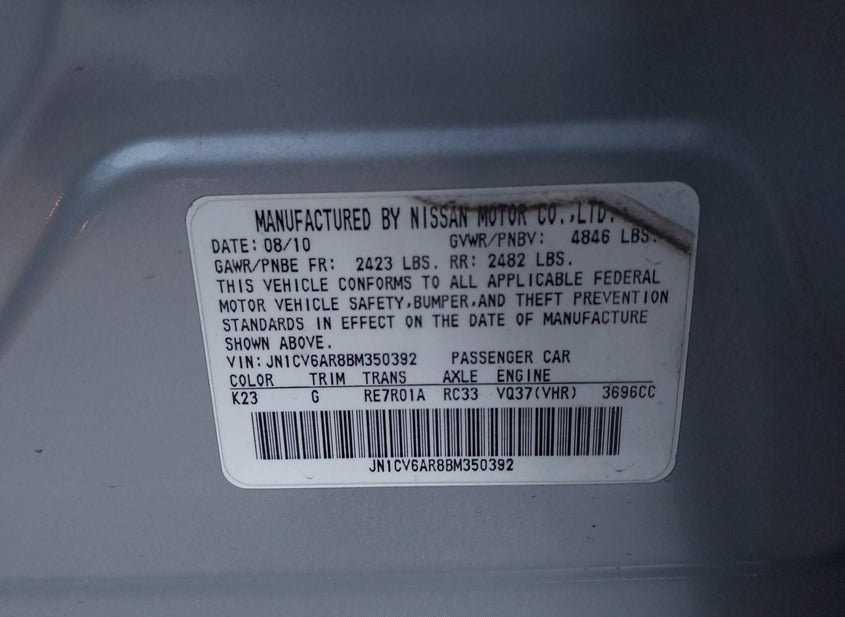 MANUFACTURED BY NISSAN MOTOR CO.,LTD.
DATE: 08/10 GVWR/PNBV: 4846 LBS.
GAWR/PNBE FR: 2423 LBS. RR: 2482 LBS.
THIS VEHICLE CONFORMS TO ALL APPLICABLE FEDERAL
MOTOR VEHICLE SAFETY,BUMPER,AND THEFT PREVENTION
STANDARDS IN EFFECT ON THE DATE OF MANUFACTURE
SHOWN ABOVE.
VIN: JN1CV6AR8BM350392 PASSENGER CAR
COLOR TRIM TRANS AXLE ENGINE
K23 G RE7R01A RC33 VQ37(VHR) 3696CC
JN1CV6AR8BM350392